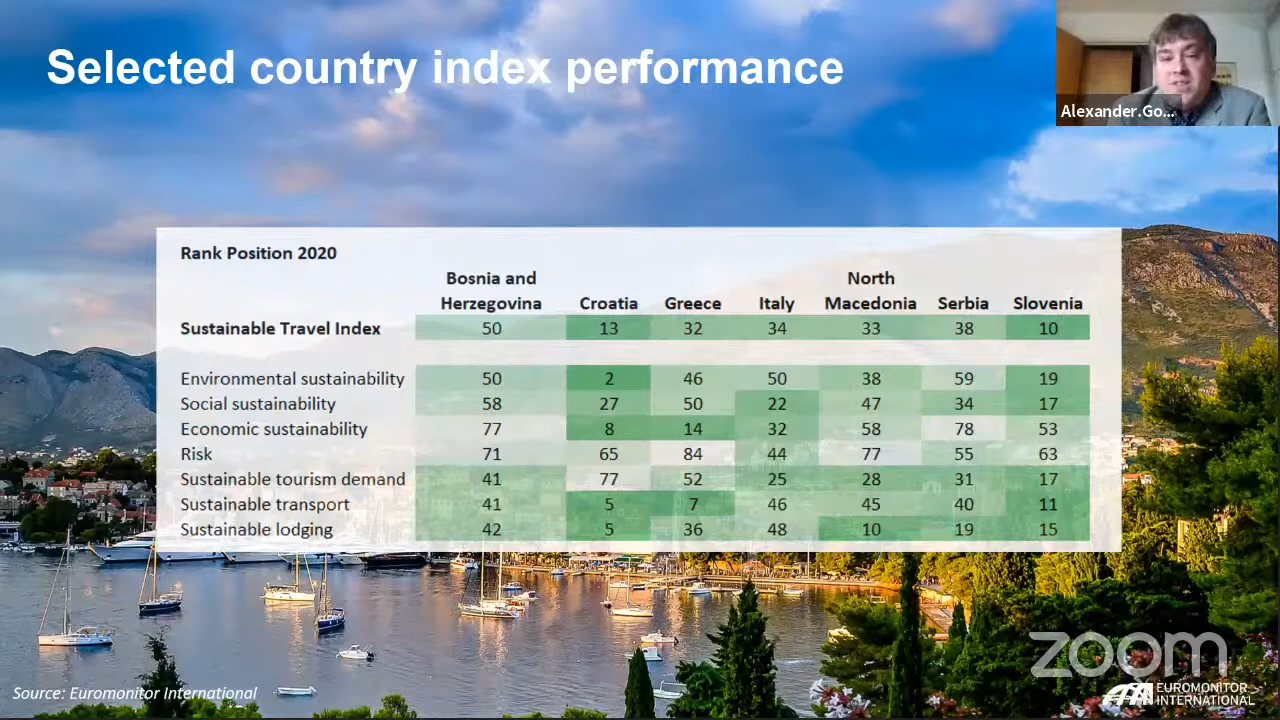 Selected country index performance
Alexander.Go...
Rank Position 2020
Bosnia and Herzegovina Croatia Greece Italy North Macedonia Serbia Slovenia
Sustainable Travel Index 50 13 32 34 33 38 10
Environmental sustainability 50 2 46 50 38 59 19
Social sustainability 58 27 50 22 47 34 17
Economic sustainability 77 8 14 32 58 78 53
Risk 71 65 84 44 77 55 63
Sustainable tourism demand 41 77 52 25 28 31 17
Sustainable transport 41 5 7 46 45 40 11
Sustainable lodging 42 5 36 48 10 19 15
zoom
Source: Euromonitor International
EUROMONITOR
INTERNATIONAL